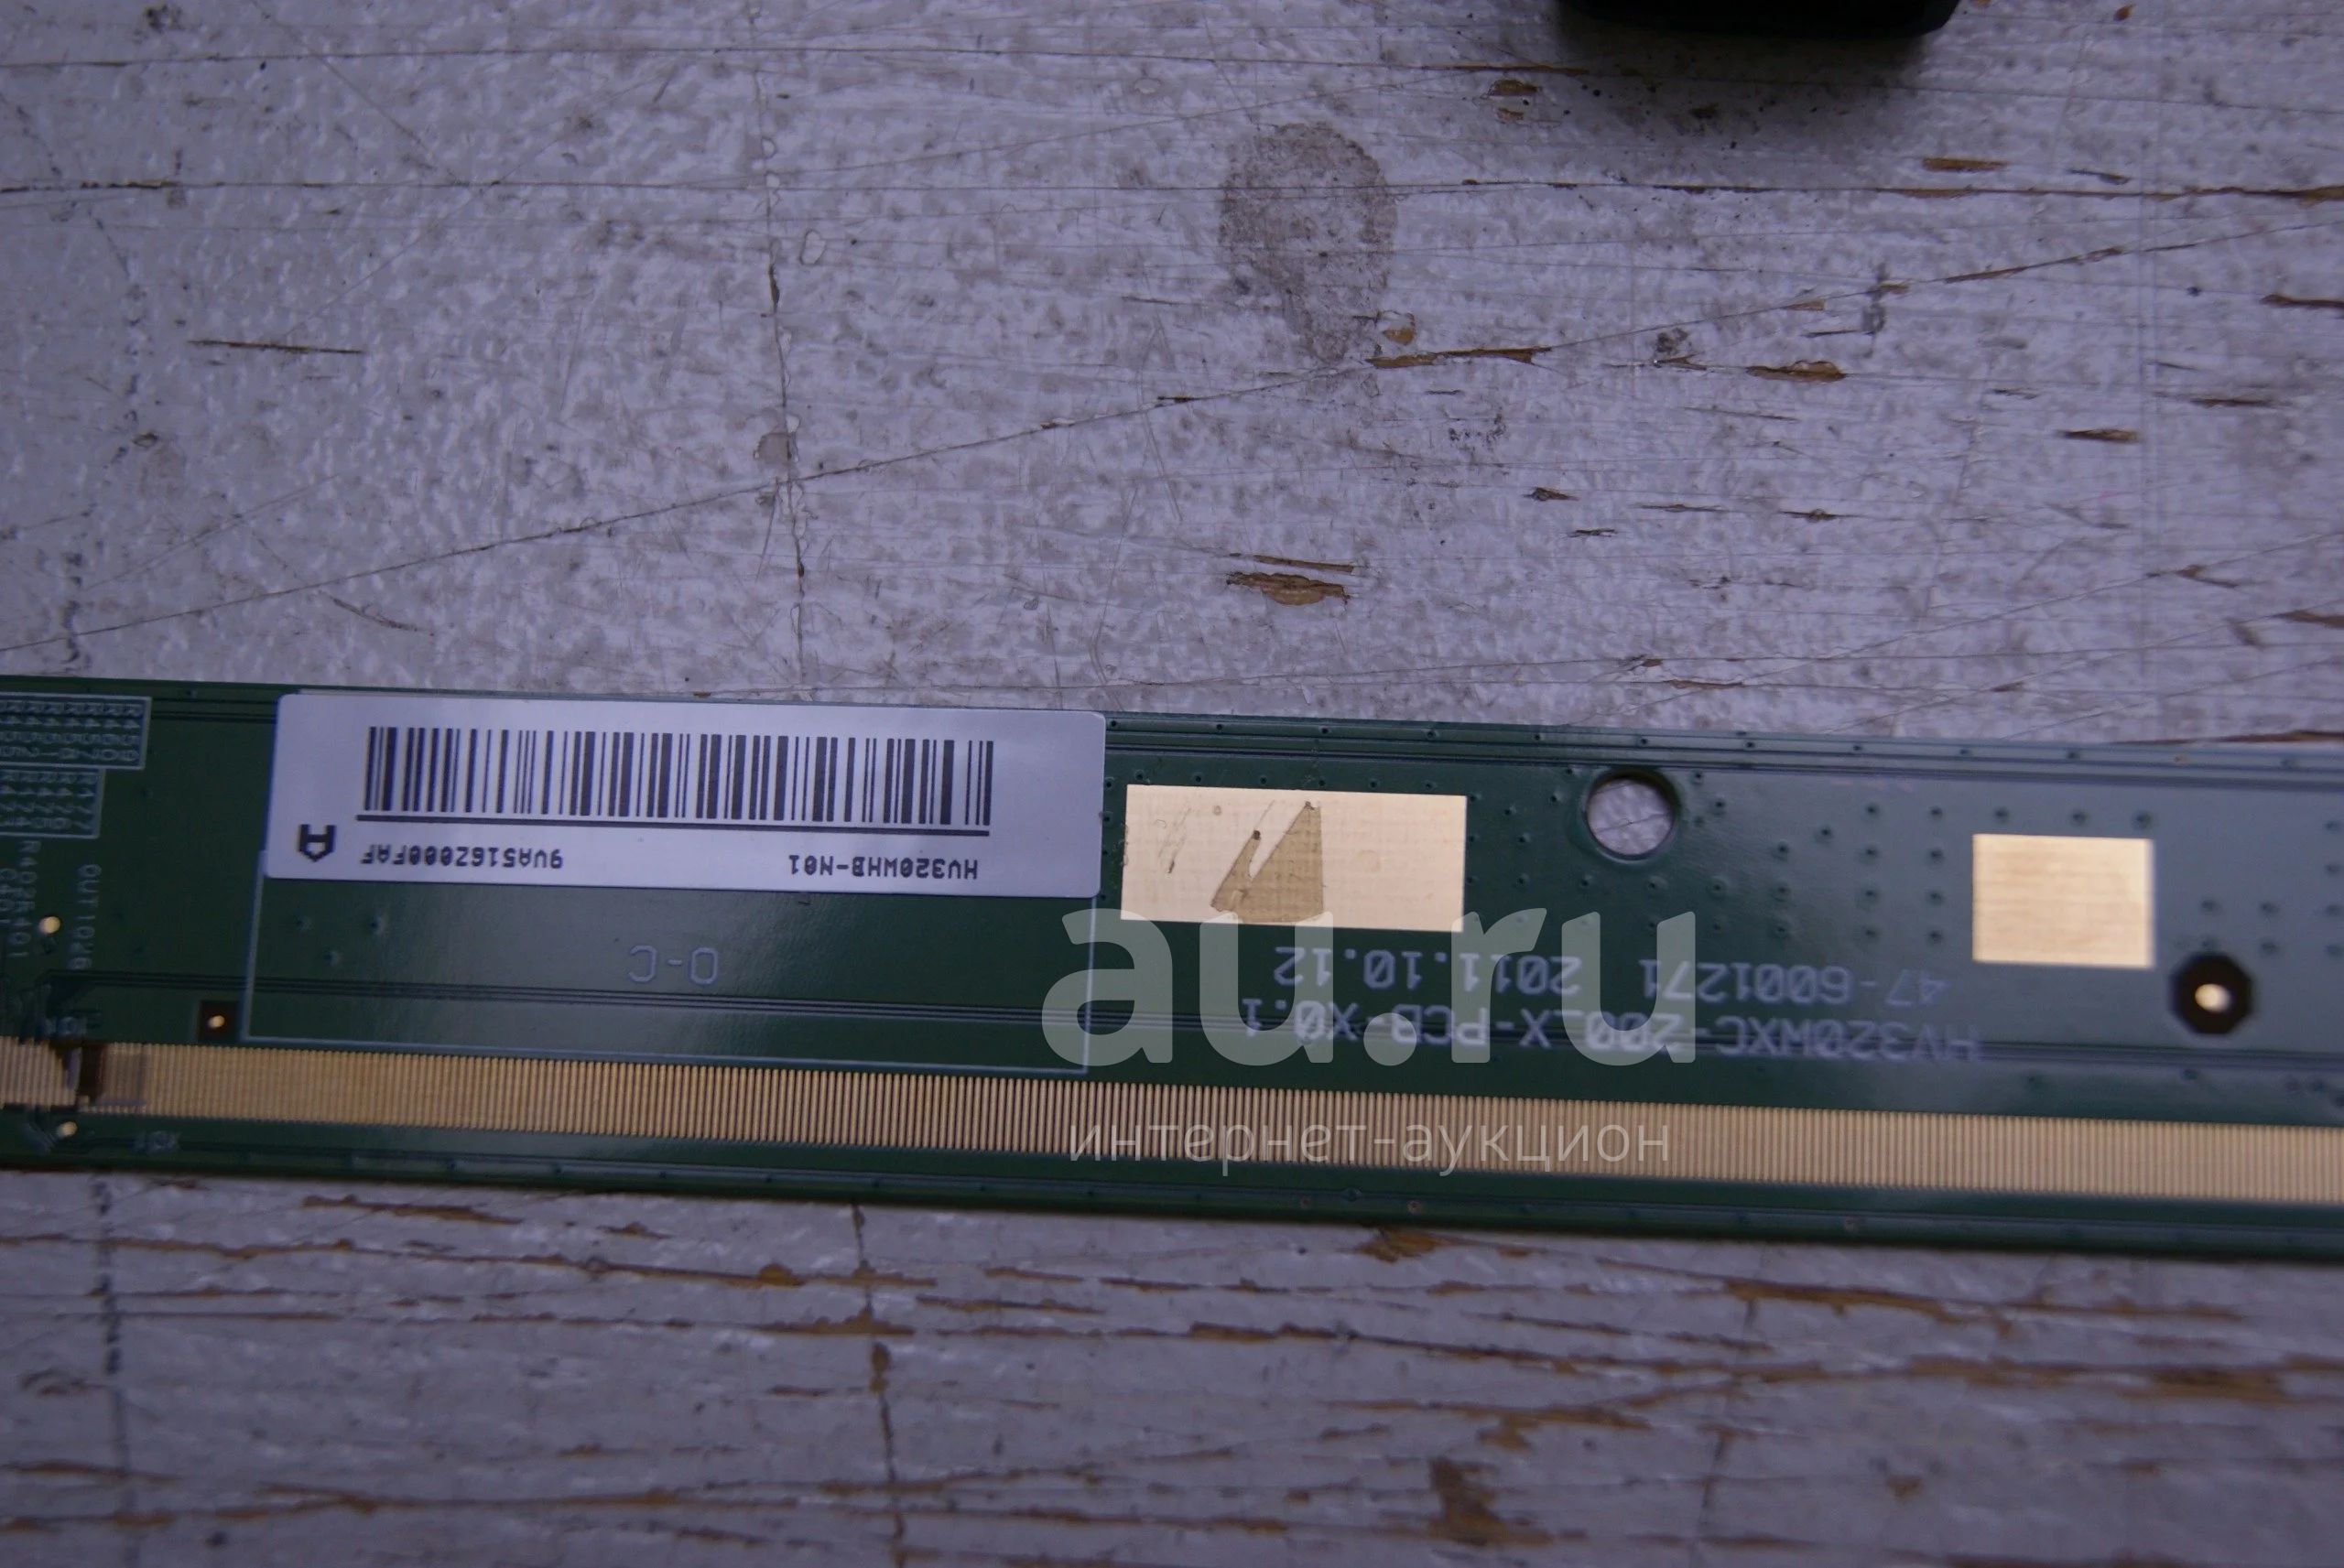 HV320WHB-N01 9VA516Z000FAF
A
O-C
HV320WXC-200_X-PCB-X0.1
47-6001271 2011.10.12
au.ru
интернет-аукцион